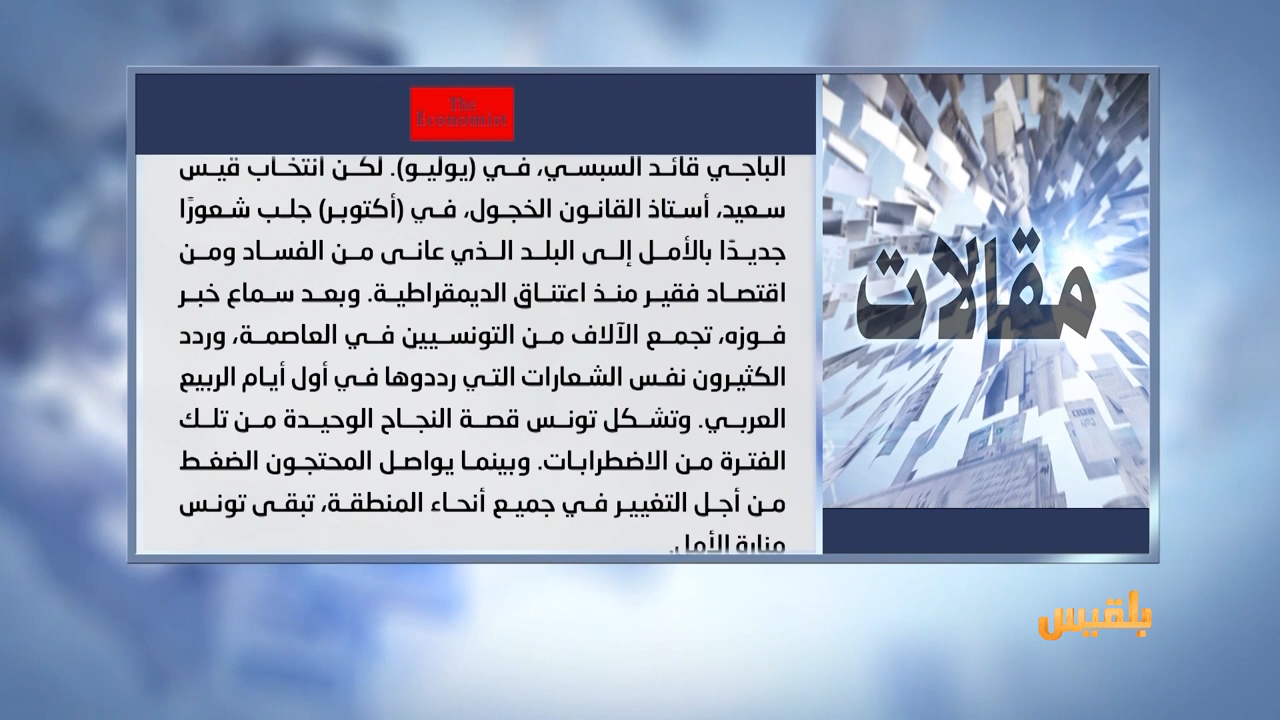 The
Economist
الباجي قائد السبسي، في (يوليو). لكن انتخاب قيس
سعيد، أستاذ القانون الخجول، في (أكتوبر) جلب شعورًا
جديدًا بالأمل إلى البلد الذي عانى من الفساد ومن
اقتصاد فقير منذ اعتناق الديمقراطية. وبعد سماع خبر
فوزه، تجمع الآلاف من التونسيين في العاصمة، وردد
الكثيرون نفس الشعارات التي رددوها في أول أيام الربيع
العربي. وتشكل تونس قصة النجاح الوحيدة من تلك
الفترة من الاضطرابات. وبينما يواصل المحتجون الضغط
من أجل التغيير في جميع أنحاء المنطقة، تبقى تونس
منارة الأمل.
مقالات
بلقيس